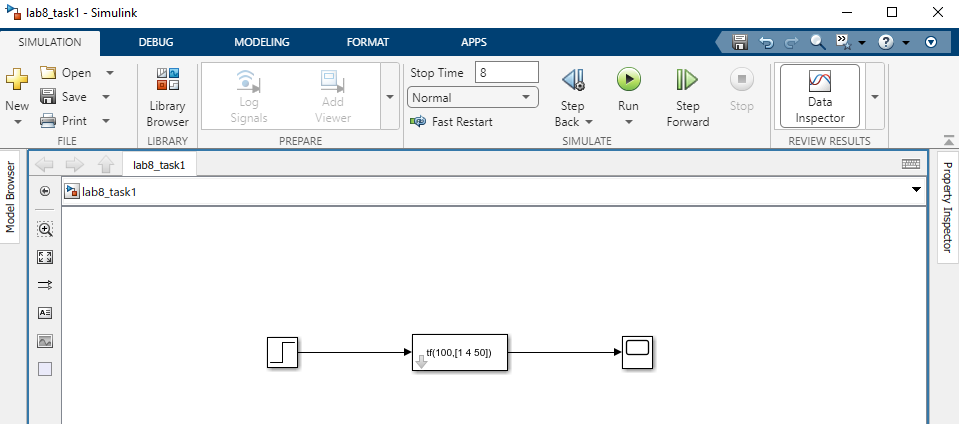 lab8_task1 - Simulink
SIMULATION DEBUG MODELING FORMAT APPS
New
Open
Save
Print
FILE
Library
Browser
LIBRARY
Log
Signals
Add
Viewer
PREPARE
Stop Time 8
Normal
Fast Restart
Step
Back
Run
Step
Forward
Stop
SIMULATE
Data
Inspector
REVIEW RESULTS
Model Browser
lab8_task1
lab8_task1
Property Inspector
tf(100,[1 4 50])